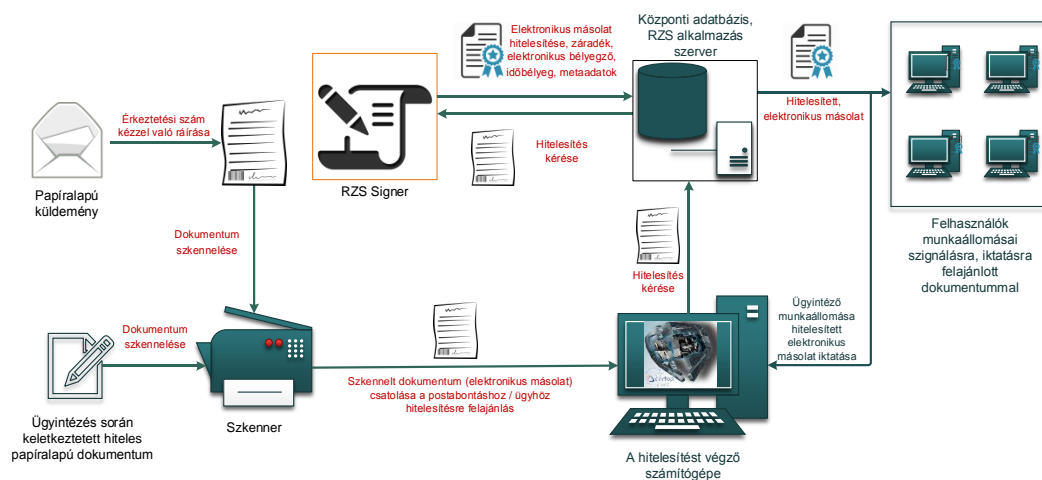 Elektronikus másolat
hitelesítése, záradék,
elektronikus bélyegző,
időbélyeg, metaadatok
Központi adatbázis,
RZS alkalmazás
szerver
Érkeztetési szám
kézzel való ráírása
Hitelesített,
elektronikus másolat
Hitelesítés
kérése
RZS Signer
Papíralapú
küldemény
Dokumentum
szkennelése
Felhasználók
munkaállomásai
szignálásra, iktatásra
felajánlott
dokumentummal
Hitelesítés
kérése
Ügyintéző
munkaállomása
hitelesített
elektronikus
másolat iktatása
Dokumentum
szkennelése
Szkennelt dokumentum (elektronikus másolat)
csatolása a postabontáshoz / ügyhöz
hitelesítésre felajánlás
Ügyintézés során
keletkeztetett hiteles
papíralapú dokumentum
Szkenner
A hitelesítést végző
számítógépe